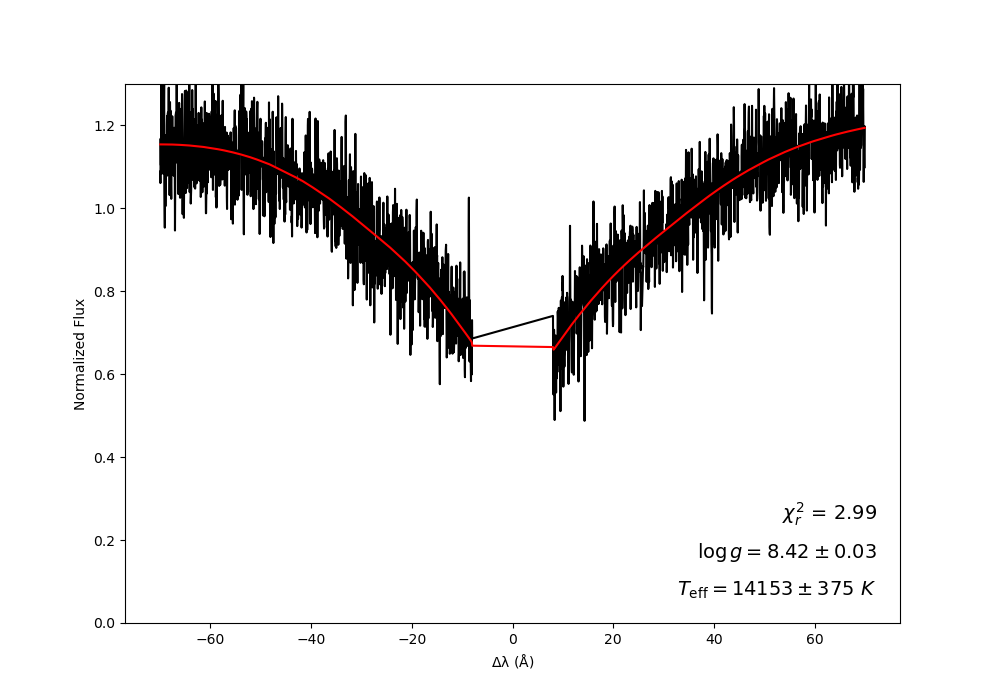 1.2
1.0
0.8
0.6
0.4
0.2
0.0
Normalized Flux
χ²ᵣ = 2.99
log g = 8.42 ± 0.03
T_eff = 14153 ± 375 K
−60 −40 −20 0 20 40 60
Δλ (Å)